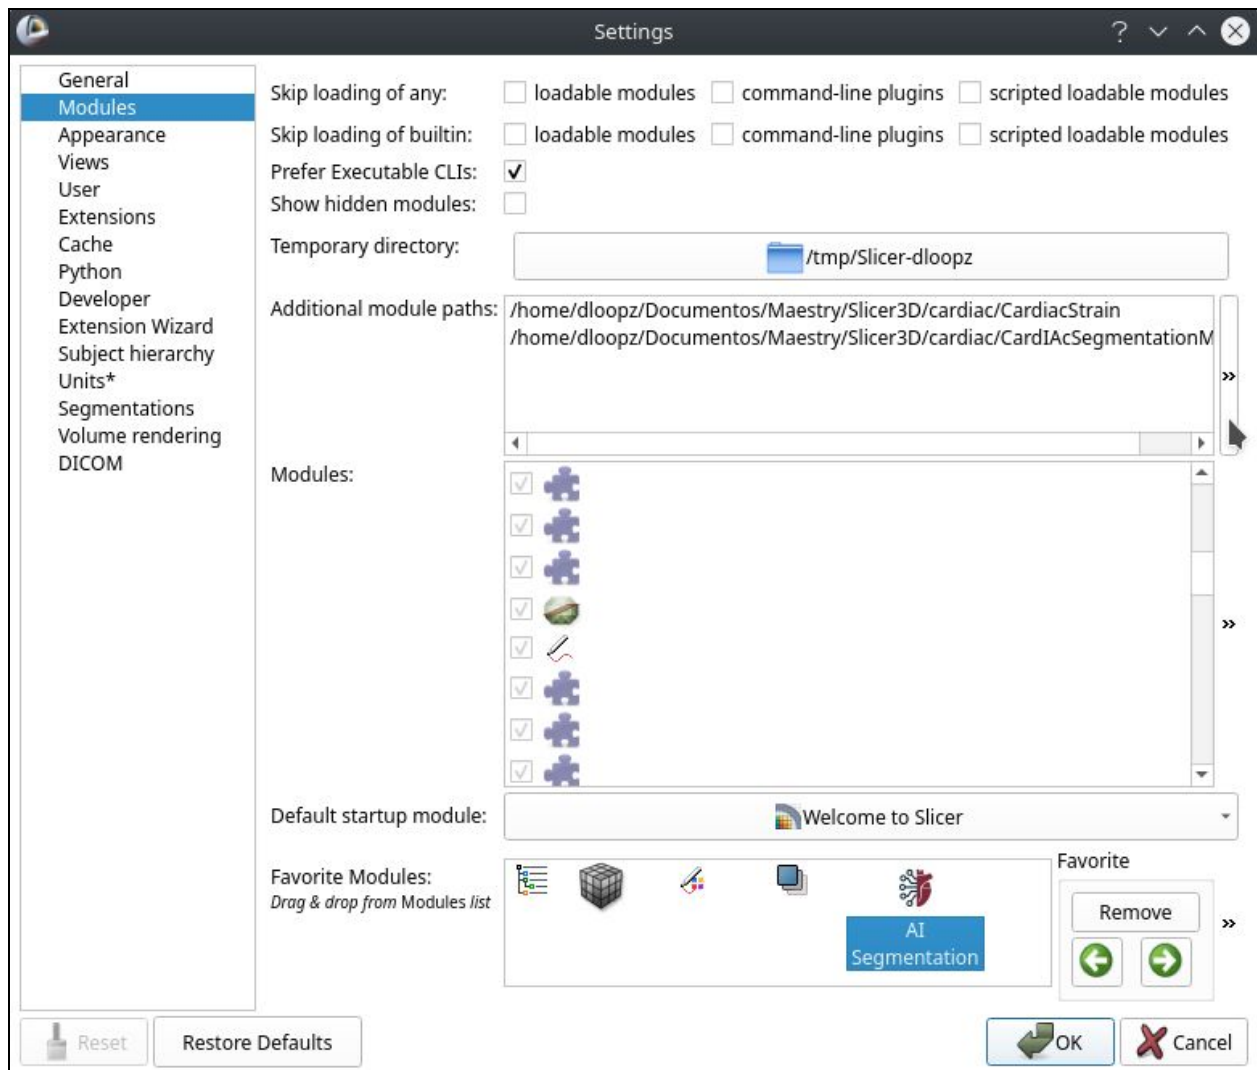 Settings
General
Modules
Appearance
Views
User
Extensions
Cache
Python
Developer
Extension Wizard
Subject hierarchy
Units*
Segmentations
Volume rendering
DICOM
Skip loading of any: loadable modules command-line plugins scripted loadable modules
Skip loading of builtin: loadable modules command-line plugins scripted loadable modules
Prefer Executable CLIs:
Show hidden modules:
Temporary directory: /tmp/Slicer-dloopz
Additional module paths: /home/dloopz/Documentos/Maestry/Slicer3D/cardiac/CardiacStrain
/home/dloopz/Documentos/Maestry/Slicer3D/cardiac/CardIAcSegmentationM
Modules:
Default startup module: Welcome to Slicer
Favorite Modules:
Drag & drop from Modules list
AI
Segmentation
Favorite
Remove
Reset Restore Defaults OK Cancel